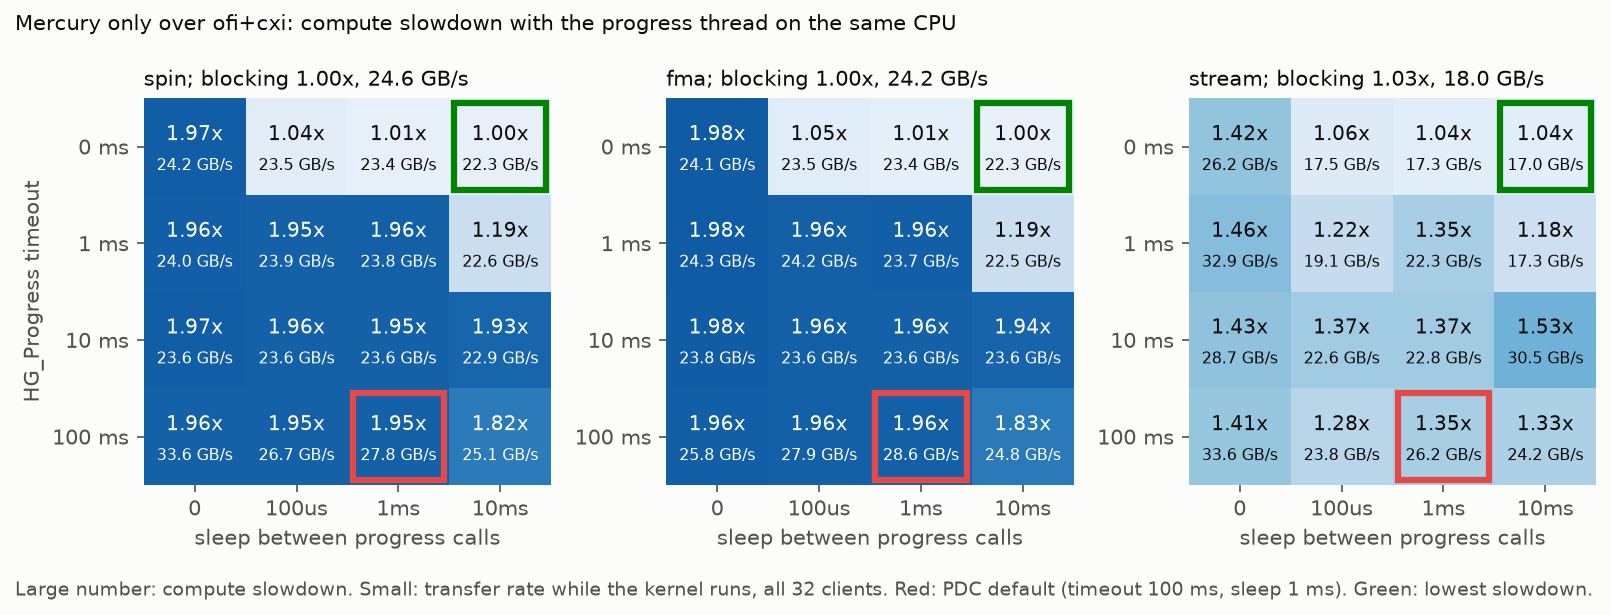 Mercury only over ofi+cxi: compute slowdown with the progress thread on the same CPU
spin; blocking 1.00x, 24.6 GB/s
HG_Progress timeout
0 ms
1.97x 1.04x 1.01x 1.00x
24.2 GB/s 23.5 GB/s 23.4 GB/s 22.3 GB/s
1 ms
1.96x 1.95x 1.96x 1.19x
24.0 GB/s 23.9 GB/s 23.8 GB/s 22.6 GB/s
10 ms
1.97x 1.96x 1.95x 1.93x
23.6 GB/s 23.6 GB/s 23.6 GB/s 22.9 GB/s
100 ms
1.96x 1.95x 1.95x 1.82x
33.6 GB/s 26.7 GB/s 27.8 GB/s 25.1 GB/s
0 100us 1ms 10ms
sleep between progress calls
fma; blocking 1.00x, 24.2 GB/s
0 ms
1.98x 1.05x 1.01x 1.00x
24.1 GB/s 23.5 GB/s 23.4 GB/s 22.3 GB/s
1 ms
1.98x 1.96x 1.96x 1.19x
24.3 GB/s 24.2 GB/s 23.7 GB/s 22.5 GB/s
10 ms
1.98x 1.96x 1.96x 1.94x
23.8 GB/s 23.6 GB/s 23.6 GB/s 23.6 GB/s
100 ms
1.96x 1.96x 1.96x 1.83x
25.8 GB/s 27.9 GB/s 28.6 GB/s 24.8 GB/s
0 100us 1ms 10ms
sleep between progress calls
stream; blocking 1.03x, 18.0 GB/s
0 ms
1.42x 1.06x 1.04x 1.04x
26.2 GB/s 17.5 GB/s 17.3 GB/s 17.0 GB/s
1 ms
1.46x 1.22x 1.35x 1.18x
32.9 GB/s 19.1 GB/s 22.3 GB/s 17.3 GB/s
10 ms
1.43x 1.37x 1.37x 1.53x
28.7 GB/s 22.6 GB/s 22.8 GB/s 30.5 GB/s
100 ms
1.41x 1.28x 1.35x 1.33x
33.6 GB/s 23.8 GB/s 26.2 GB/s 24.2 GB/s
0 100us 1ms 10ms
sleep between progress calls
Large number: compute slowdown. Small: transfer rate while the kernel runs, all 32 clients. Red: PDC default (timeout 100 ms, sleep 1 ms). Green: lowest slowdown.